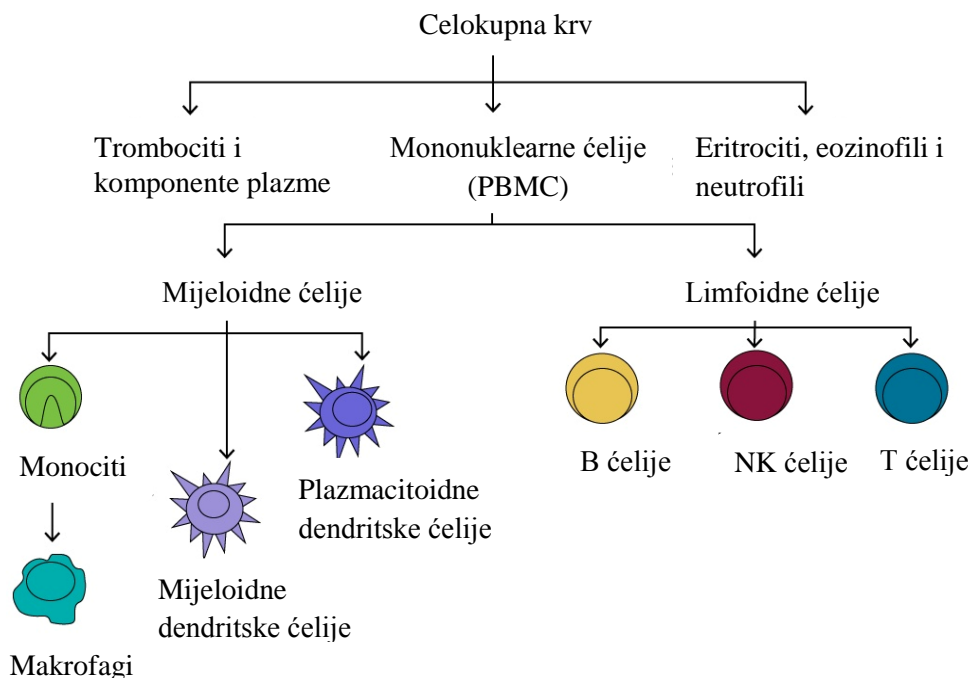 Celokupna krv
Trombociti i
komponente plazme
Mononuklearne ćelije
(PBMC)
Eritrociti, eozinofili i
neutrofili
Mijeloidne ćelije
Limfoidne ćelije
Monociti
Makrofagi
Mijeloidne
dendritske ćelije
Plazmacitoidne
dendritske ćelije
B ćelije
NK ćelije
T ćelije